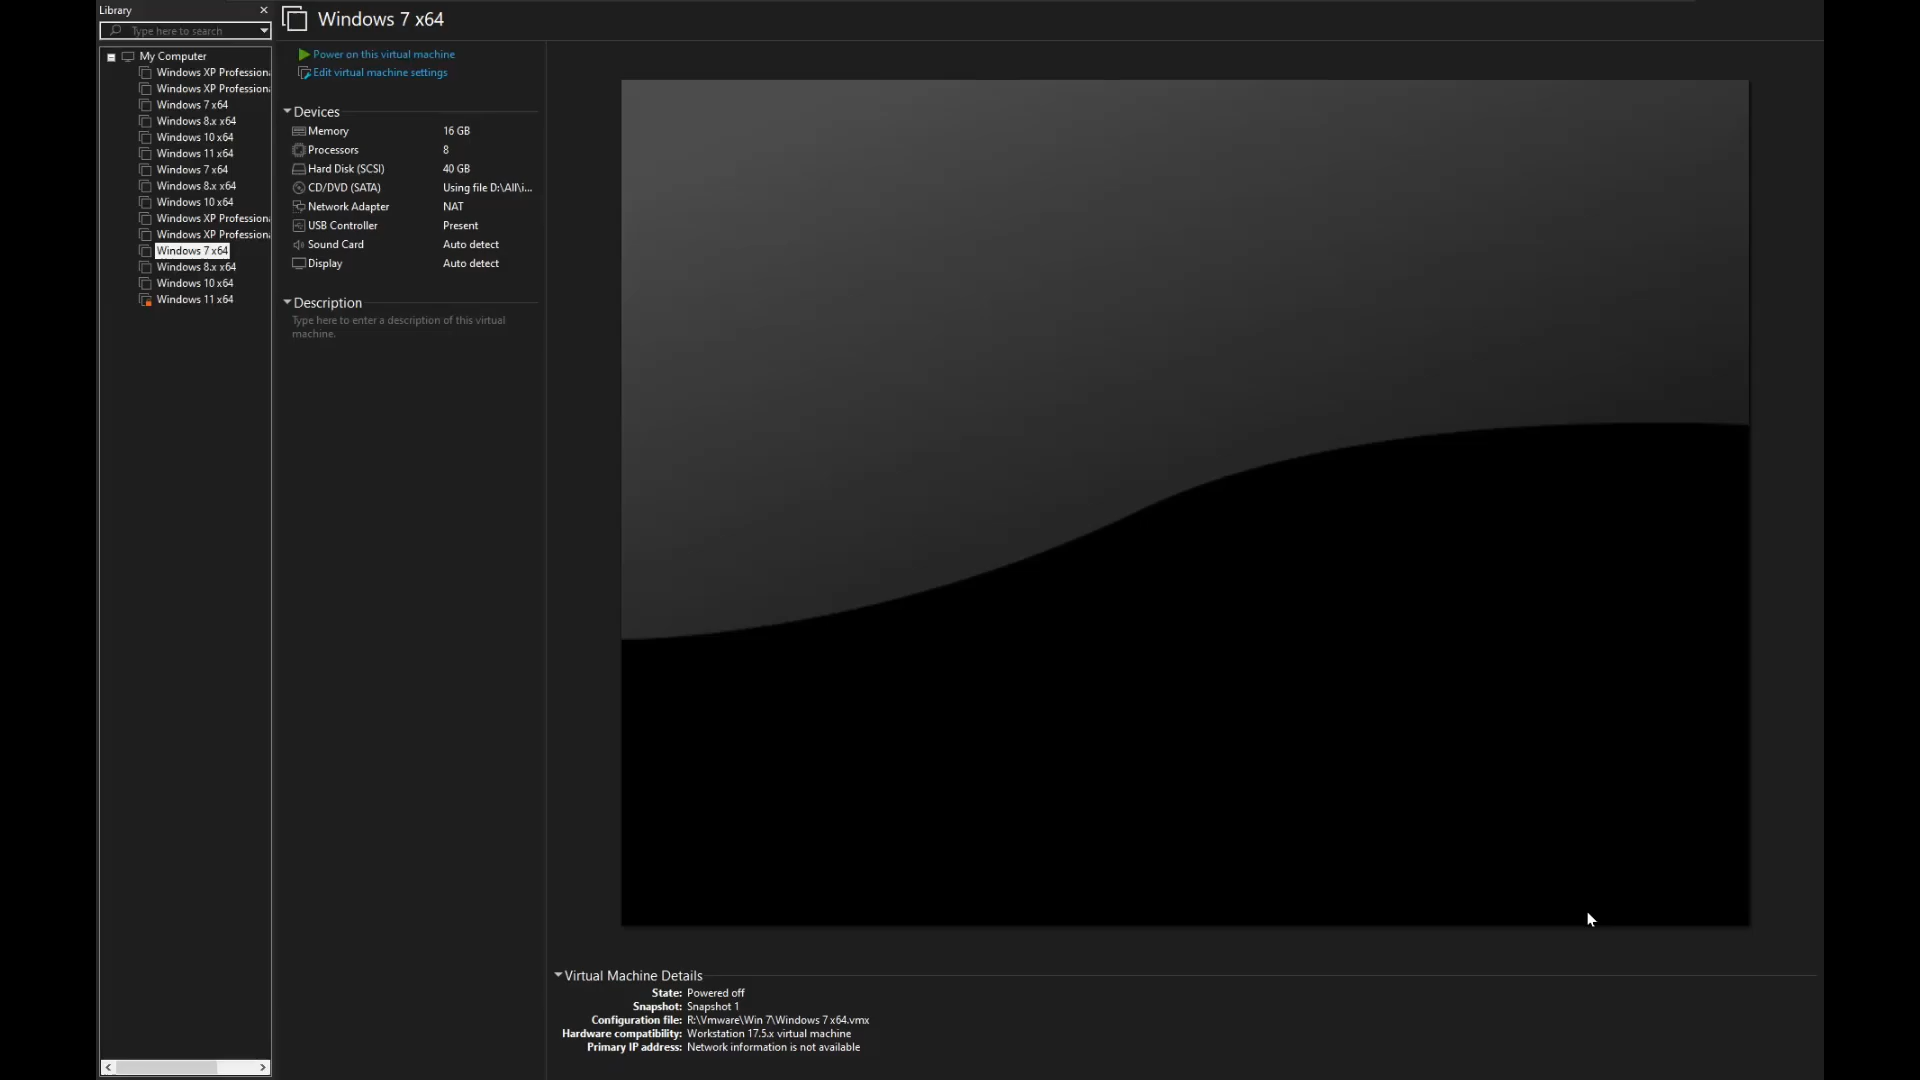 Library
Type here to search
My Computer
Windows XP Professiona
Windows XP Professiona
Windows 7 x64
Windows 8.x x64
Windows 10 x64
Windows 11 x64
Windows 7 x64
Windows 8.x x64
Windows 10 x64
Windows XP Professiona
Windows XP Professiona
Windows 7 x64
Windows 8.x x64
Windows 10 x64
Windows 11 x64
Windows 7 x64
Power on this virtual machine
Edit virtual machine settings
Devices
Memory 16 GB
Processors 8
Hard Disk (SCSI) 40 GB
CD/DVD (SATA) Using file D:\All\i...
Network Adapter NAT
USB Controller Present
Sound Card Auto detect
Display Auto detect
Description
Type here to enter a description of this virtual
machine.
Virtual Machine Details
State: Powered off
Snapshot: Snapshot 1
Configuration file: R:\Vmware\Win 7\Windows 7 x64.vmx
Hardware compatibility: Workstation 17.5.x virtual machine
Primary IP address: Network information is not available